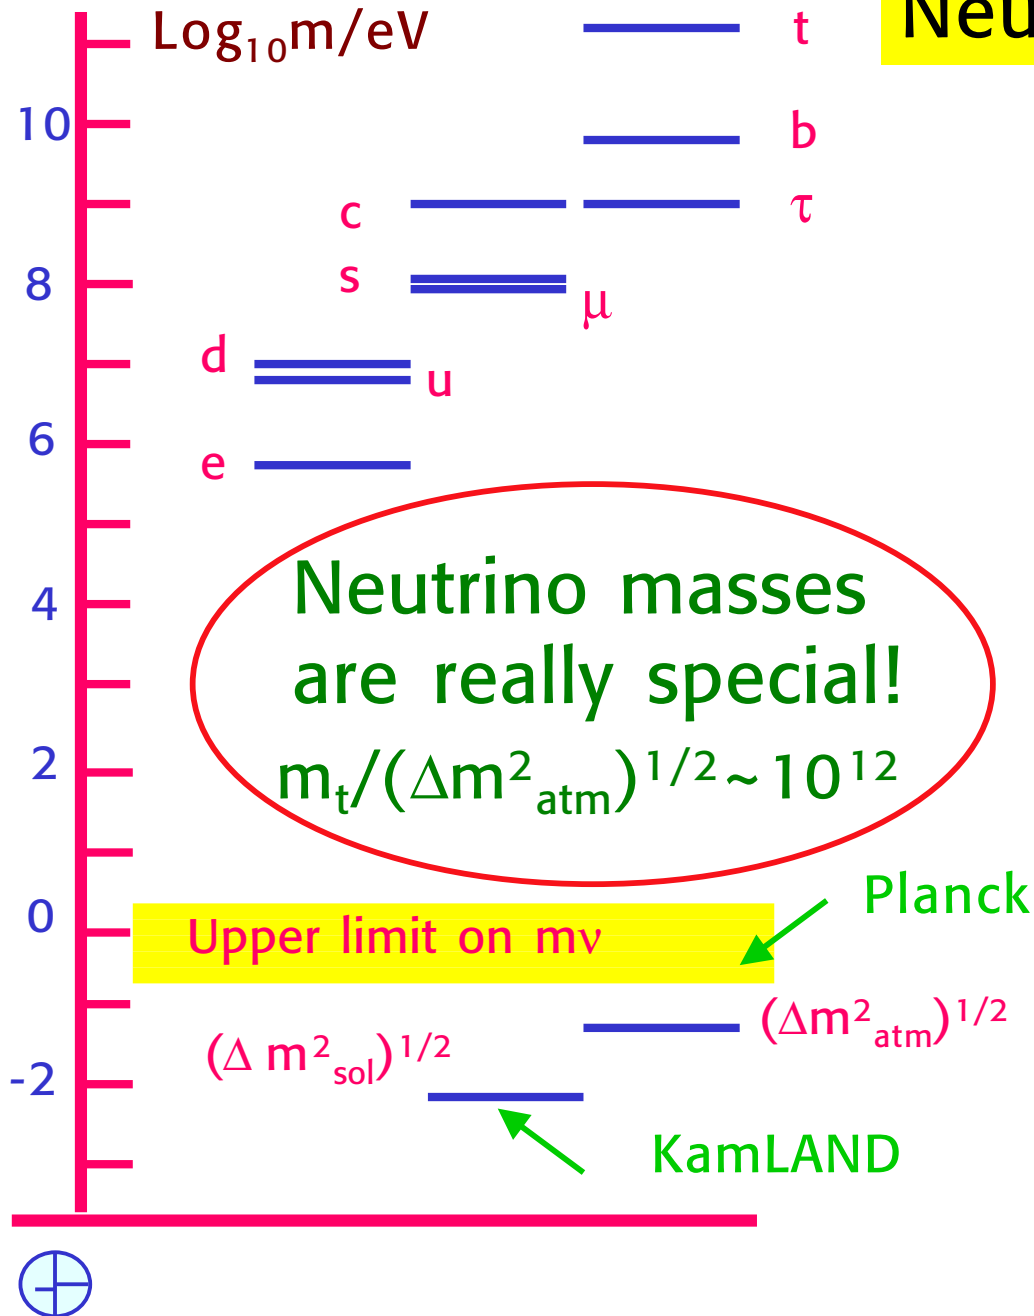 Log₁₀m/eV
t
10
b
c
τ
8
s
μ
d
u
6
e
Neutrino masses
4
are really special!
2
mₜ/(Δm²atm)¹/²~10¹²
Planck
0
Upper limit on mν
(Δm²atm)¹/²
(Δ m²sol)¹/²
-2
KamLAND